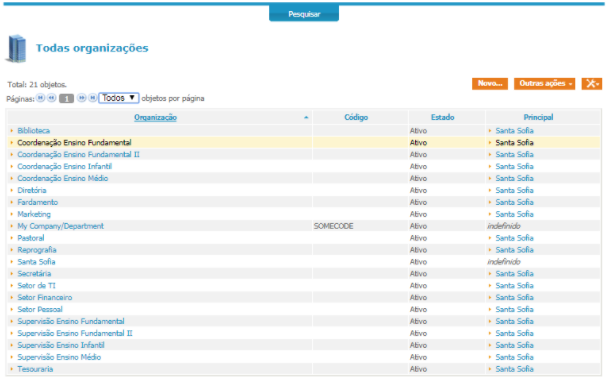 Pesquisar
Todas organizações
Total: 21 objetos.
Novo... Outras ações
Páginas: 1 Todos objetos por página
Organização Código Estado Principal
Biblioteca Ativo Santa Sofia
Coordenação Ensino Fundamental Ativo Santa Sofia
Coordenação Ensino Fundamental II Ativo Santa Sofia
Coordenação Ensino Infantil Ativo Santa Sofia
Coordenação Ensino Médio Ativo Santa Sofia
Diretória Ativo Santa Sofia
Fardamento Ativo Santa Sofia
Marketing Ativo Santa Sofia
My Company/Department SOMECODE Ativo indefinido
Pastoral Ativo Santa Sofia
Reprografia Ativo Santa Sofia
Santa Sofia Ativo indefinido
Secretária Ativo Santa Sofia
Setor de TI Ativo Santa Sofia
Setor Financeiro Ativo Santa Sofia
Setor Pessoal Ativo Santa Sofia
Supervisão Ensino Fundamental Ativo Santa Sofia
Supervisão Ensino Fundamental II Ativo Santa Sofia
Supervisão Ensino Infantil Ativo Santa Sofia
Supervisão Ensino Médio Ativo Santa Sofia
Tesouraria Ativo Santa Sofia